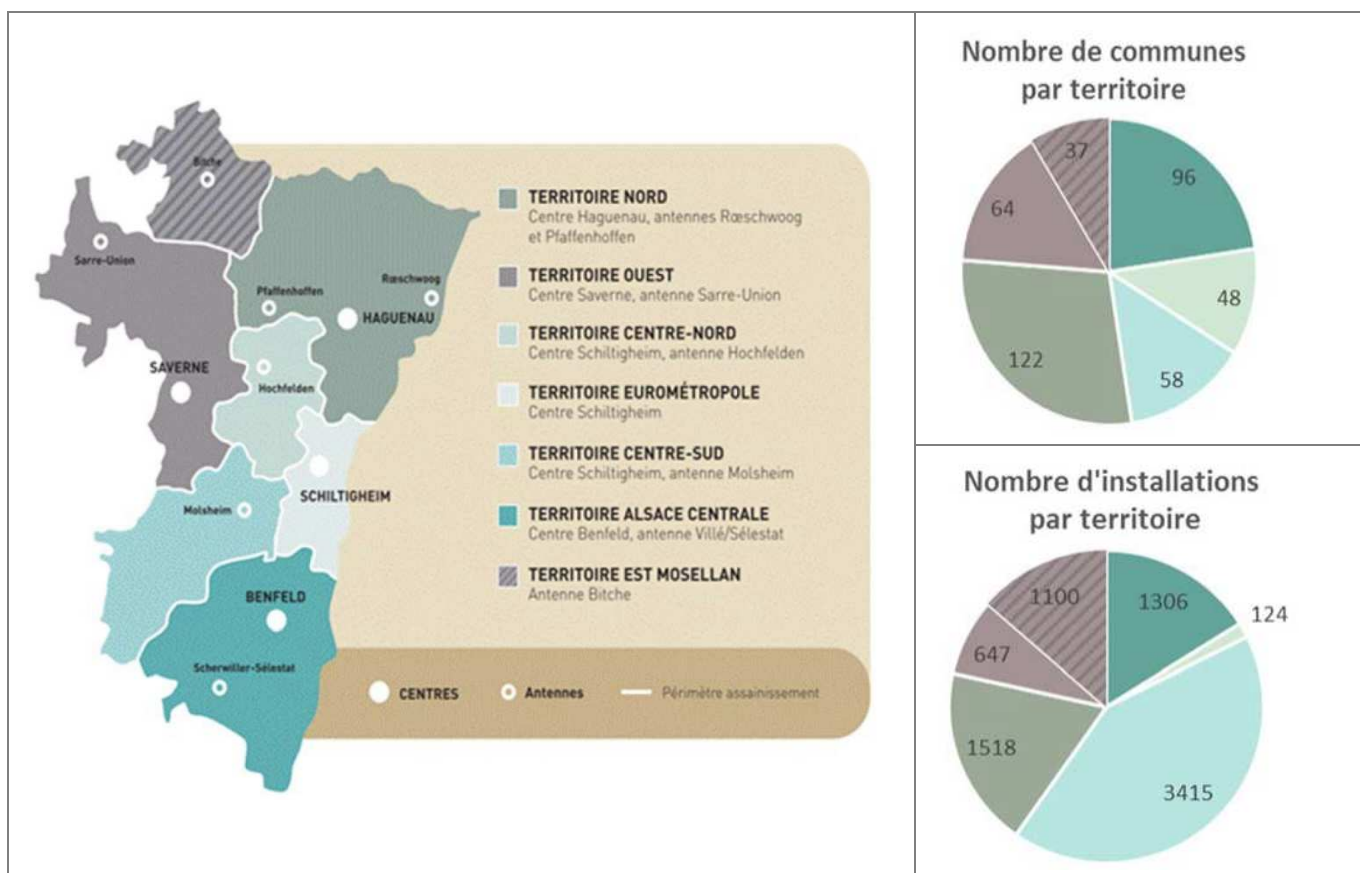 Bitche
Sarre-Union
Pfaffenhoffen
Rœschwoog
HAGUENAU
SAVERNE
Hochfelden
SCHILTIGHEIM
Molsheim
BENFELD
Scherwiller-Sélestat
TERRITOIRE NORD
Centre Haguenau, antennes Rœschwoog
et Pfaffenhoffen
TERRITOIRE OUEST
Centre Saverne, antenne Sarre-Union
TERRITOIRE CENTRE-NORD
Centre Schiltigheim, antenne Hochfelden
TERRITOIRE EUROMÉTROPOLE
Centre Schiltigheim
TERRITOIRE CENTRE-SUD
Centre Schiltigheim, antenne Molsheim
TERRITOIRE ALSACE CENTRALE
Centre Benfeld, antenne Villé/Sélestat
TERRITOIRE EST MOSELLAN
Antenne Bitche
CENTRES
Antennes
Périmètre assainissement
Nombre de communes
par territoire
37
96
64
48
122
58
Nombre d'installations
par territoire
1100
1306
124
647
1518
3415